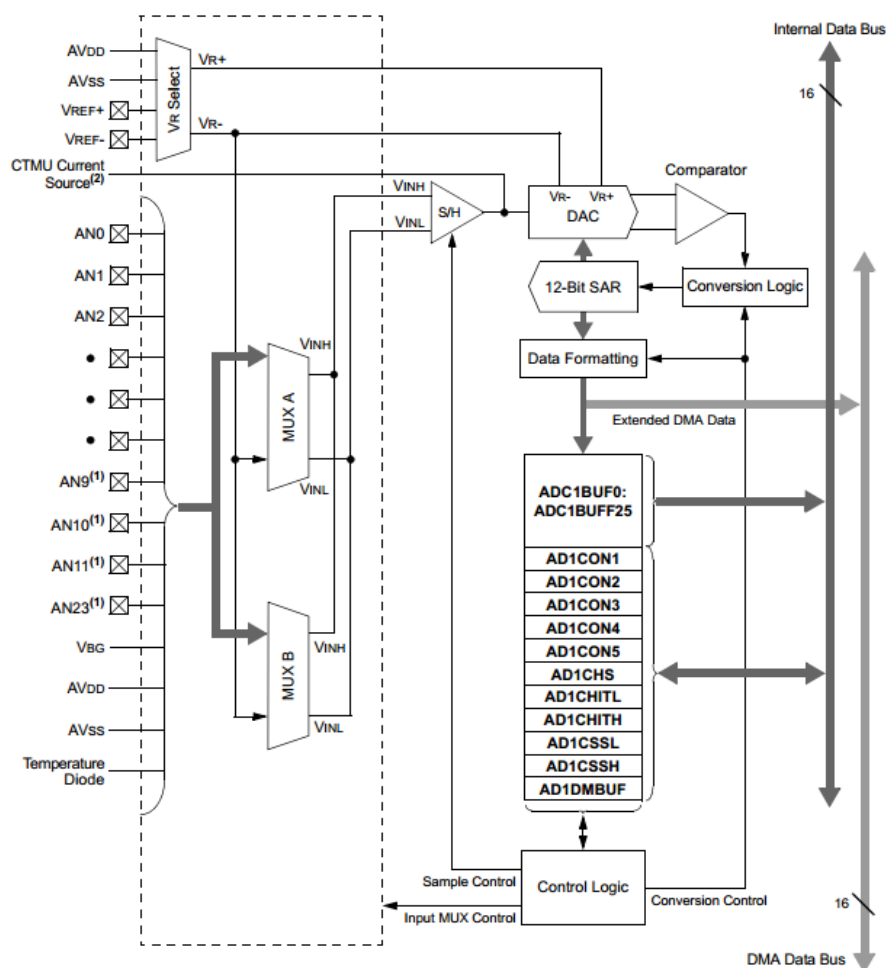 Internal Data Bus
AVDD
AVSS
VREF+
VREF-
VR Select
VR+
VR-
16
CTMU Current
Source(2)
VINH
VINL
S/H
VR- VR+
DAC
Comparator
AN0
AN1
AN2
12-Bit SAR
Conversion Logic
VINH
MUX A
VINL
Data Formatting
Extended DMA Data
AN9(1)
AN10(1)
AN11(1)
AN23(1)
VBG
AVDD
AVSS
Temperature
Diode
MUX B
VINH
VINL
ADC1BUF0:
ADC1BUFF25
AD1CON1
AD1CON2
AD1CON3
AD1CON4
AD1CON5
AD1CHS
AD1CHITL
AD1CHITH
AD1CSSL
AD1CSSH
AD1DMBUF
Sample Control
Control Logic
Conversion Control
Input MUX Control
16
DMA Data Bus